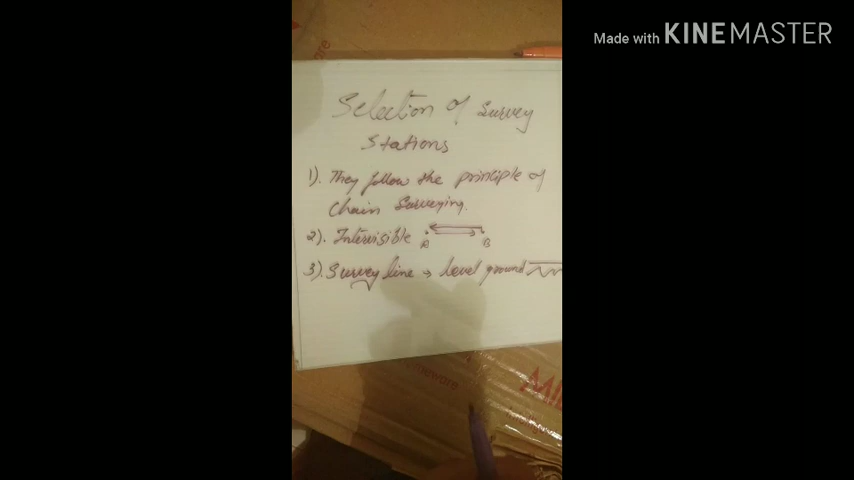 Made with KINEMASTER
Selection of Survey
Stations
1). They follow the principle of
Chain Surveying.
2). Intervisible A B
3). Survey line → Level ground